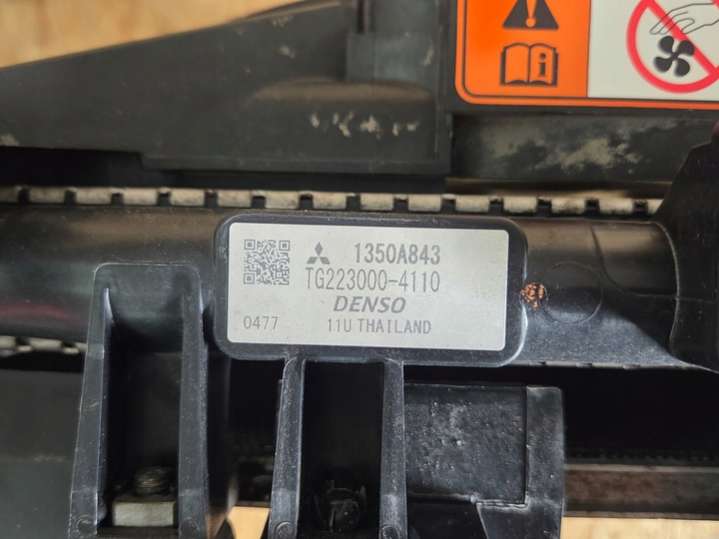 1350A843
TG223000-4110
DENSO
0477
11U THAILAND